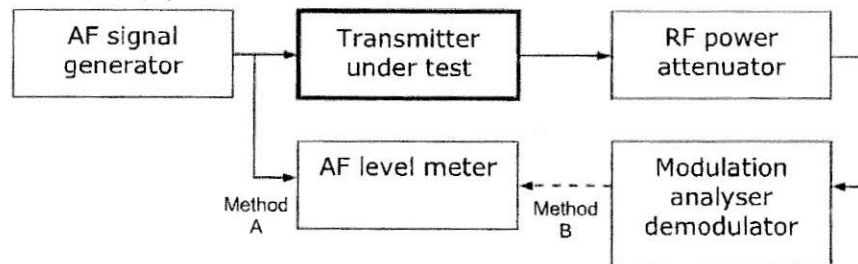 AF signal
generator
Transmitter
under test
RF power
attenuator
AF level meter
Modulation
analyser
demodulator
Method
A
Method
B